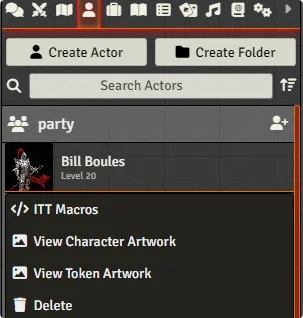 Create Actor
Create Folder
Search Actors
party
Bill Boules
Level 20
</> ITT Macros
View Character Artwork
View Token Artwork
Delete